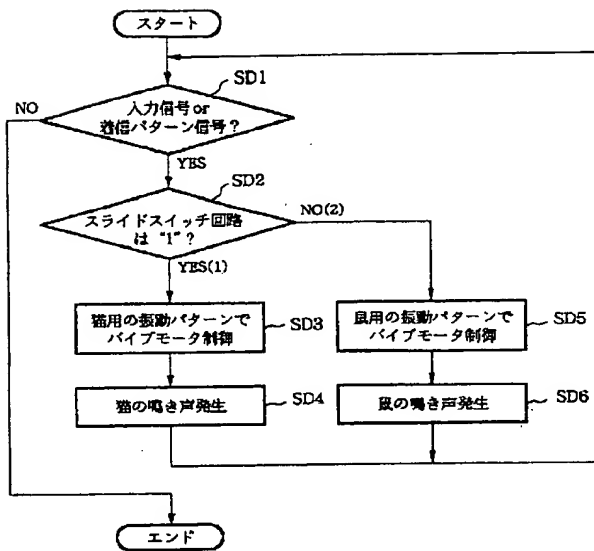 スタート
SD1
NO
入力信号 or
着信パターン信号？
YES
SD2
スライドスイッチ回路
は "1" ？
NO(2)
YES(1)
猫用の振動パターンで
バイブモータ制御
SD3
鼠用の振動パターンで
バイブモータ制御
SD5
猫の鳴き声発生
SD4
鼠の鳴き声発生
SD6
エンド